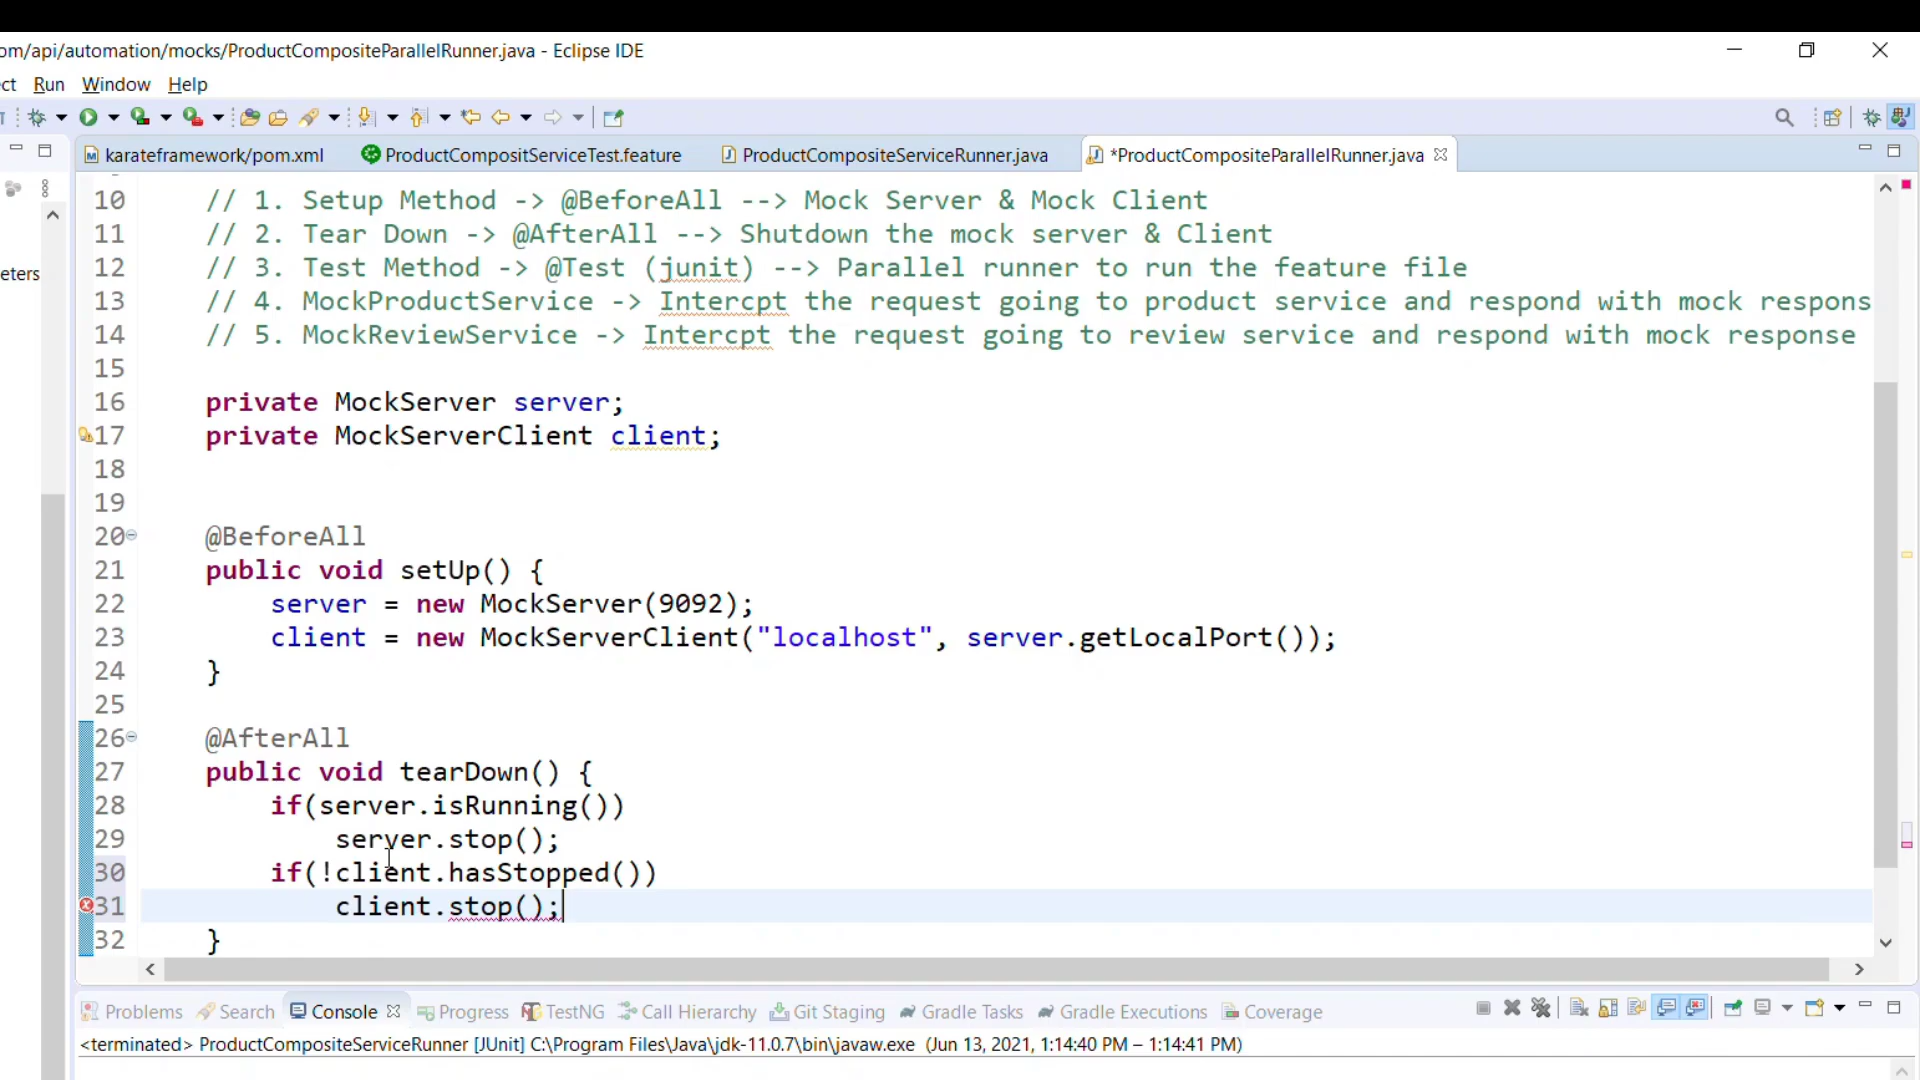 om/api/automation/mocks/ProductCompositeParallelRunner.java - Eclipse IDE
ct Run Window Help
karateframework/pom.xml ProductCompositServiceTest.feature ProductCompositeServiceRunner.java *ProductCompositeParallelRunner.java
eters
10 // 1. Setup Method -> @BeforeAll --> Mock Server & Mock Client
11 // 2. Tear Down -> @AfterAll --> Shutdown the mock server & Client
12 // 3. Test Method -> @Test (junit) --> Parallel runner to run the feature file
13 // 4. MockProductService -> Intercpt the request going to product service and respond with mock respons
14 // 5. MockReviewService -> Intercpt the request going to review service and respond with mock response
15
16 private MockServer server;
17 private MockServerClient client;
18
19
20 @BeforeAll
21 public void setUp() {
22 server = new MockServer(9092);
23 client = new MockServerClient("localhost", server.getLocalPort());
24 }
25
26 @AfterAll
27 public void tearDown() {
28 if(server.isRunning())
29 server.stop();
30 if(!client.hasStopped())
31 client.stop();
32 }
Problems Search Console Progress TestNG Call Hierarchy Git Staging Gradle Tasks Gradle Executions Coverage
<terminated> ProductCompositeServiceRunner [JUnit] C:\Program Files\Java\jdk-11.0.7\bin\javaw.exe (Jun 13, 2021, 1:14:40 PM – 1:14:41 PM)